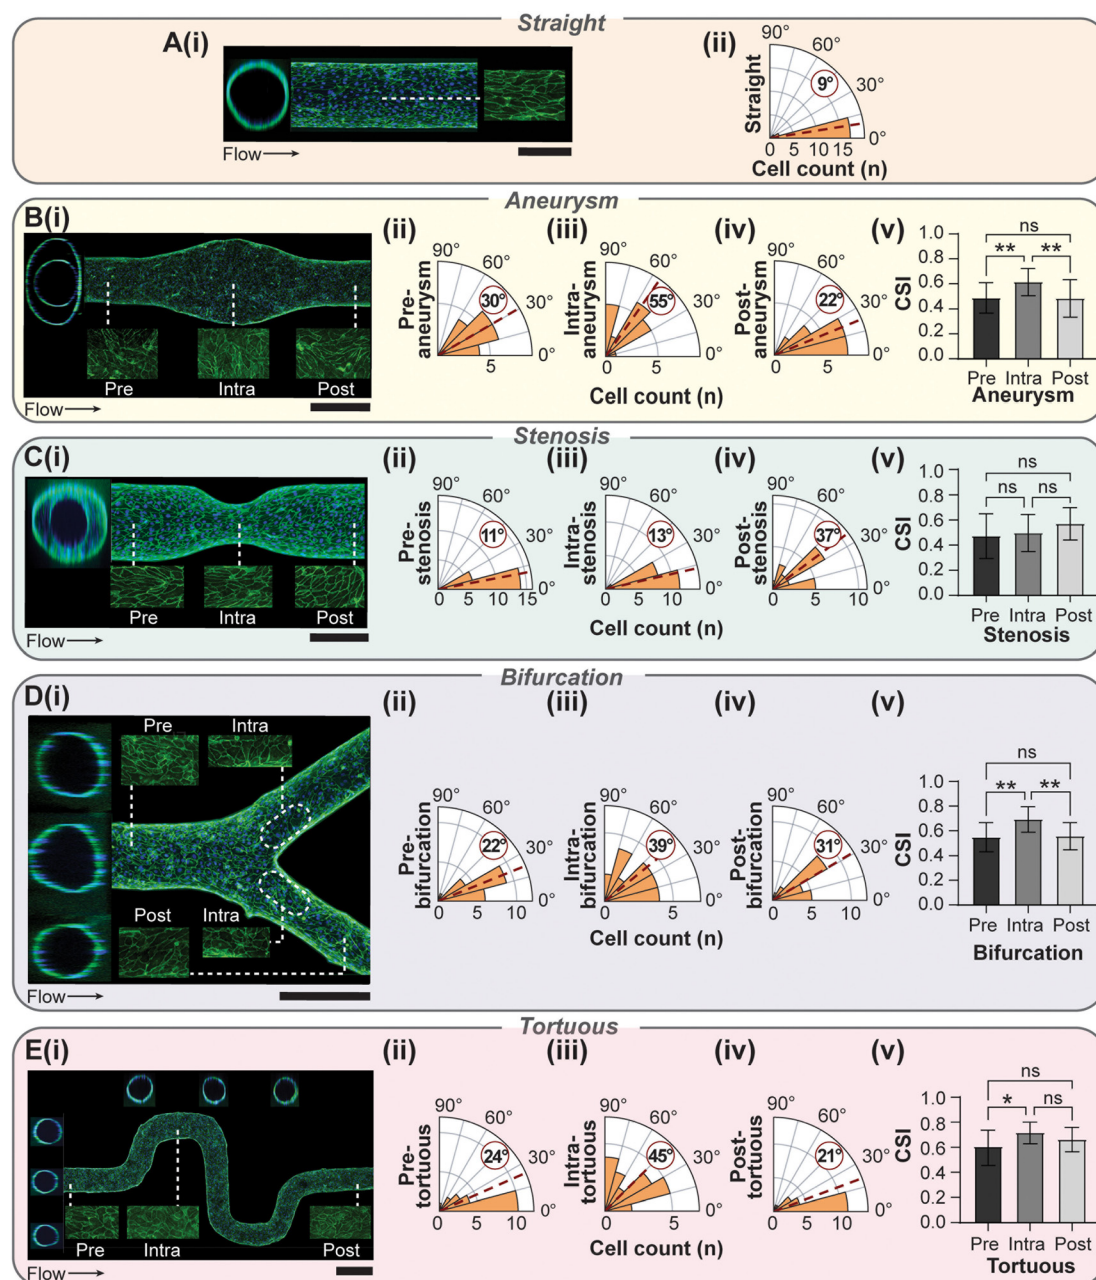 Straight
A(i)
Flow
(ii)
Straight
90°
60°
30°
0°
9°
0 5 10 15
Cell count (n)
Aneurysm
B(i)
Pre Intra Post
Flow
(ii)
Pre-
aneurysm
90°
60°
30°
0°
30°
0 5
(iii)
Intra-
aneurysm
90°
60°
30°
0°
55°
0 5
Cell count (n)
(iv)
Post-
aneurysm
90°
60°
30°
0°
22°
0 5
(v)
CSI
1.0
0.8
0.6
0.4
0.2
0.0
ns
** **
Pre Intra Post
Aneurysm
Stenosis
C(i)
Pre Intra Post
Flow
(ii)
Pre-
stenosis
90°
60°
30°
0°
11°
0 5 10 15
(iii)
Intra-
stenosis
90°
60°
30°
0°
13°
0 5 10
Cell count (n)
(iv)
Post-
stenosis
90°
60°
30°
0°
37°
0 5 10
(v)
CSI
1.0
0.8
0.6
0.4
0.2
0.0
ns
ns ns
Pre Intra Post
Stenosis
Bifurcation
D(i)
Pre Intra
Post Intra
Flow
(ii)
Pre-
bifurcation
90°
60°
30°
0°
22°
0 5 10
(iii)
Intra-
bifurcation
90°
60°
30°
0°
39°
0 5
Cell count (n)
(iv)
Post-
bifurcation
90°
60°
30°
0°
31°
0 5 10
(v)
CSI
1.0
0.8
0.6
0.4
0.2
0.0
ns
** **
Pre Intra Post
Bifurcation
Tortuous
E(i)
Pre Intra Post
Flow
(ii)
Pre-
tortuous
90°
60°
30°
0°
24°
0 5 10
(iii)
Intra-
tortuous
90°
60°
30°
0°
45°
0 5
Cell count (n)
(iv)
Post-
tortuous
90°
60°
30°
0°
21°
0 5 10
(v)
CSI
1.0
0.8
0.6
0.4
0.2
0.0
ns
* ns
Pre Intra Post
Tortuous